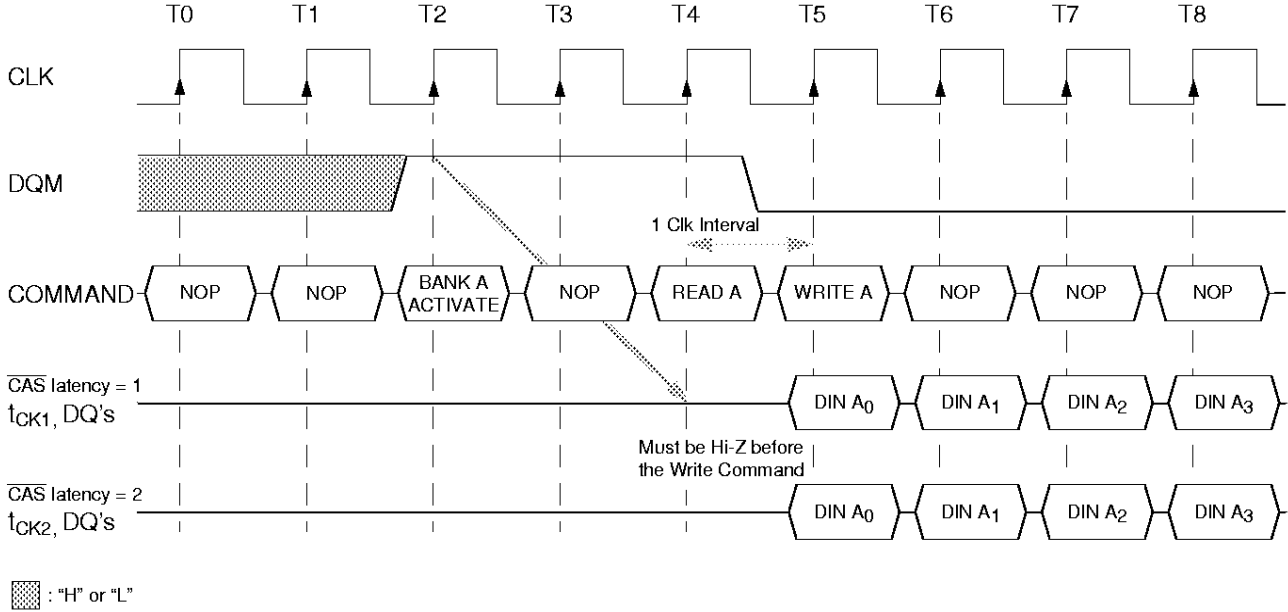 T0 T1 T2 T3 T4 T5 T6 T7 T8
CLK
DQM
1 Clk Interval
COMMAND NOP NOP BANK A ACTIVATE NOP READ A WRITE A NOP NOP NOP
CAS latency = 1
tCK1, DQ's DIN A0 DIN A1 DIN A2 DIN A3
Must be Hi-Z before
the Write Command
CAS latency = 2
tCK2, DQ's DIN A0 DIN A1 DIN A2 DIN A3
: “H” or “L”